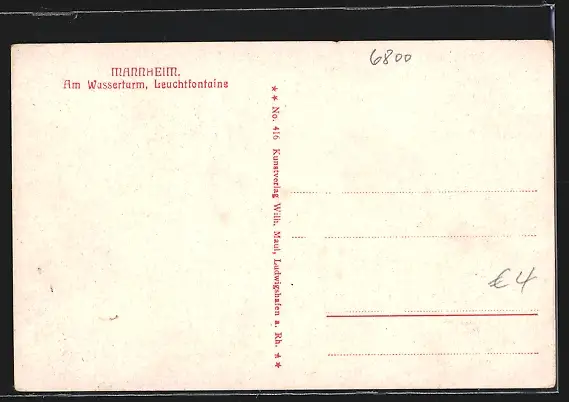 MANNHEIM.
Am Wasserturm, Leuchtfontaine
6800
** No. 416 Kunstverlag Wilh. Maul, Ludwigshafen a. Rh. **
€4